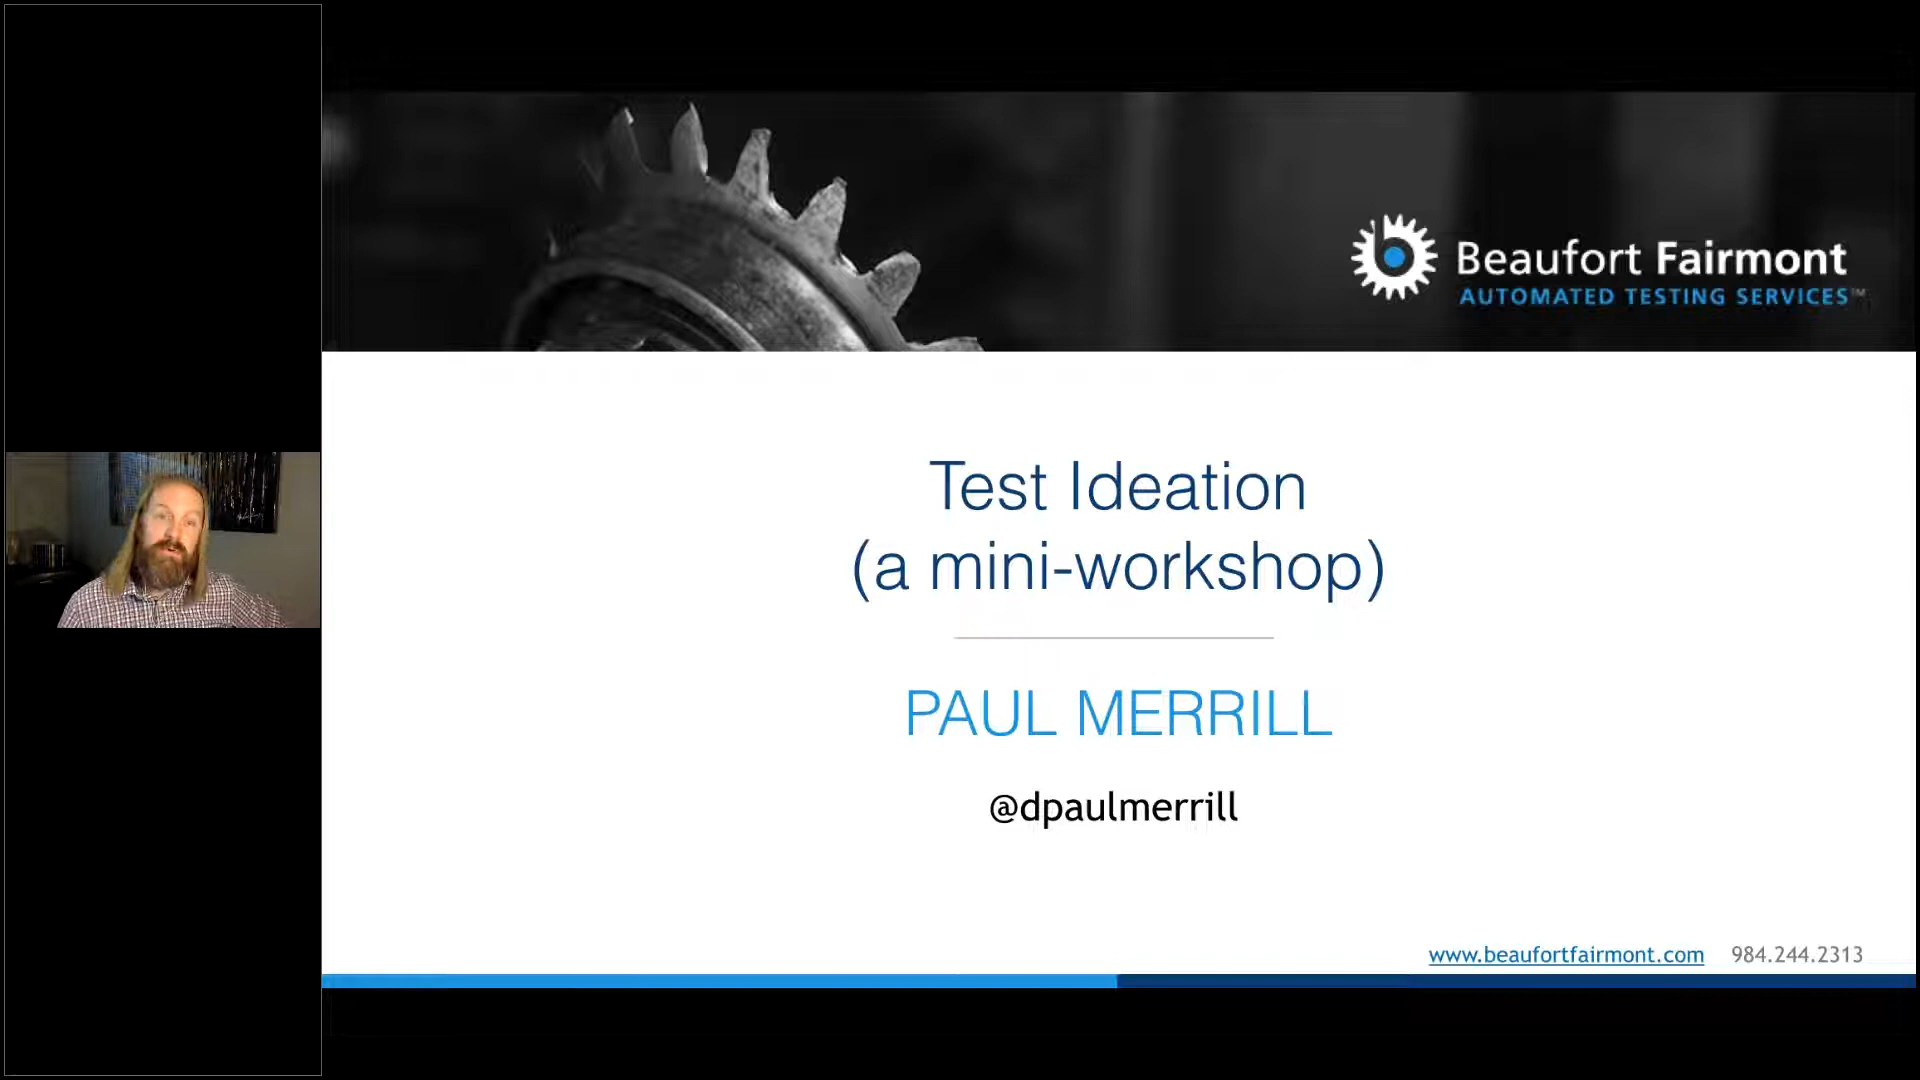 Beaufort Fairmont
AUTOMATED TESTING SERVICES™
Test Ideation
(a mini-workshop)
PAUL MERRILL
@dpaulmerrill
www.beaufortfairmont.com 984.244.2313